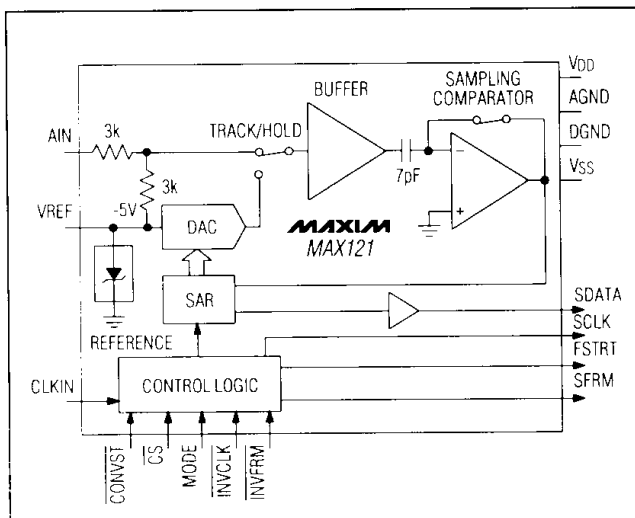 VDD
SAMPLING
COMPARATOR
BUFFER
AGND
3k
TRACK/HOLD
AIN
DGND
7pF
VSS
3k
-5V
VREF
DAC
MAXIM
MAX121
SAR
SDATA
SCLK
REFERENCE
FSTRT
CLKIN
CONTROL LOGIC
SFRM
CONVST
CS
MODE
INVCLK
INVFRM